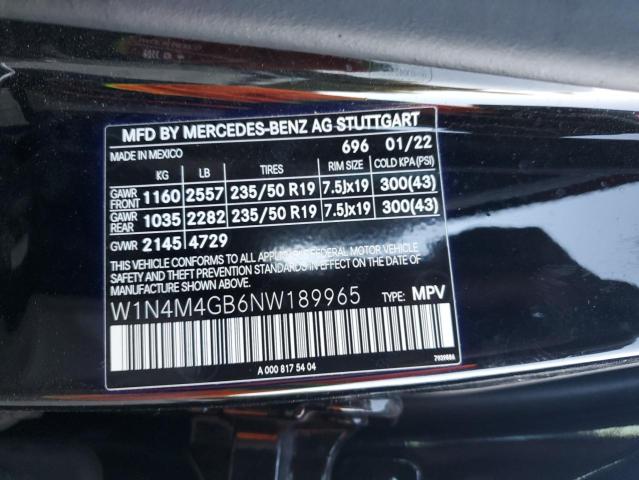 MFD BY MERCEDES-BENZ AG STUTTGART
MADE IN MEXICO 696 01/22
KG LB TIRES RIM SIZE COLD KPA(PSI)
GAWR FRONT 1160 2557 235/50 R19 7.5Jx19 300(43)
GAWR REAR 1035 2282 235/50 R19 7.5Jx19 300(43)
GVWR 2145 4729
THIS VEHICLE CONFORMS TO ALL APPLICABLE FEDERAL MOTOR VEHICLE
SAFETY AND THEFT PREVENTION STANDARDS IN
EFFECT ON THE DATE OF MANUFACTURE SHOWN ABOVE.
W1N4M4GB6NW189965 TYPE: MPV
A 000 817 54 04